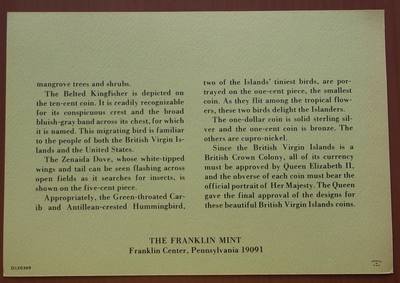 mangrove trees and shrubs.
The Belted Kingfisher is depicted on
the ten-cent coin. It is readily recognizable
for its conspicuous crest and the broad
bluish-gray band across its chest, for which
it is named. This migrating bird is familiar
to the people of both the British Virgin Is-
lands and the United States.
The Zenaida Dove, whose white-tipped
wings and tail can be seen flashing across
open fields as it searches for insects, is
shown on the five-cent piece.
Appropriately, the Green-throated Car-
ib and Antillean-crested Hummingbird,
two of the Islands' tiniest birds, are por-
trayed on the one-cent piece, the smallest
coin. As they flit among the tropical flow-
ers, these two birds delight the Islanders.
The one-dollar coin is solid sterling sil-
ver and the one-cent coin is bronze. The
others are cupro-nickel.
Since the British Virgin Islands is a
British Crown Colony, all of its currency
must be approved by Queen Elizabeth II,
and the obverse of each coin must bear the
official portrait of Her Majesty. The Queen
gave the final approval of the designs for
these beautiful British Virgin Islands coins.
THE FRANKLIN MINT
Franklin Center, Pennsylvania 19091